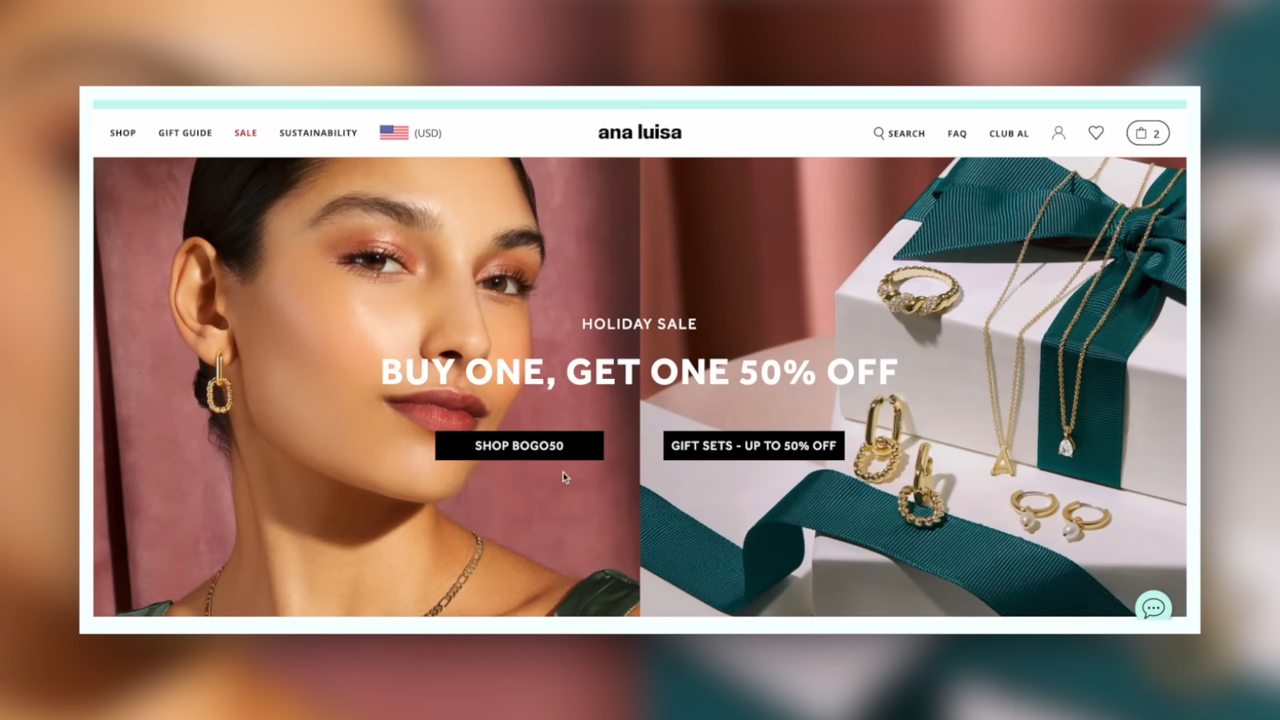 SHOP GIFT GUIDE SALE SUSTAINABILITY (USD) ana luisa SEARCH FAQ CLUB AL 2
HOLIDAY SALE
BUY ONE, GET ONE 50% OFF
SHOP BOGO50 GIFT SETS - UP TO 50% OFF
A